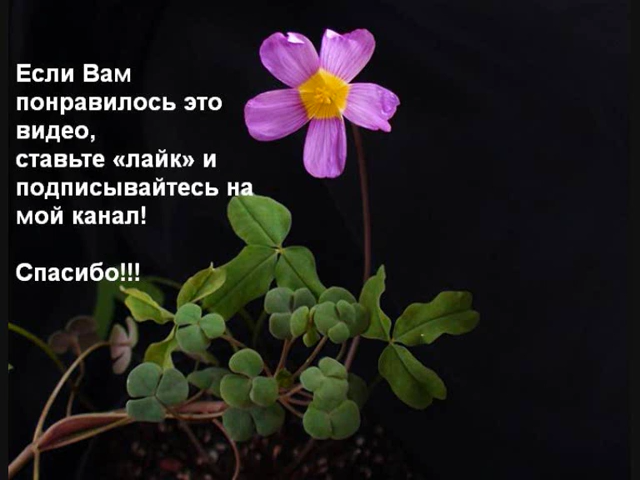 Если Вам
понравилось это
видео,
ставьте «лайк» и
подписывайтесь на
мой канал!
Спасибо!!!